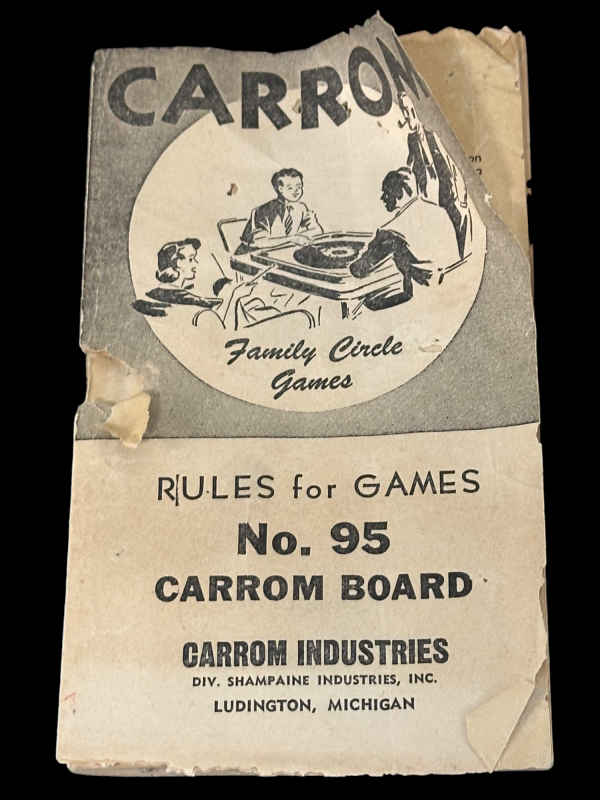 CARROM
Family Circle
Games
RULES for GAMES
No. 95
CARROM BOARD
CARROM INDUSTRIES
DIV. SHAMPAINE INDUSTRIES, INC.
LUDINGTON, MICHIGAN